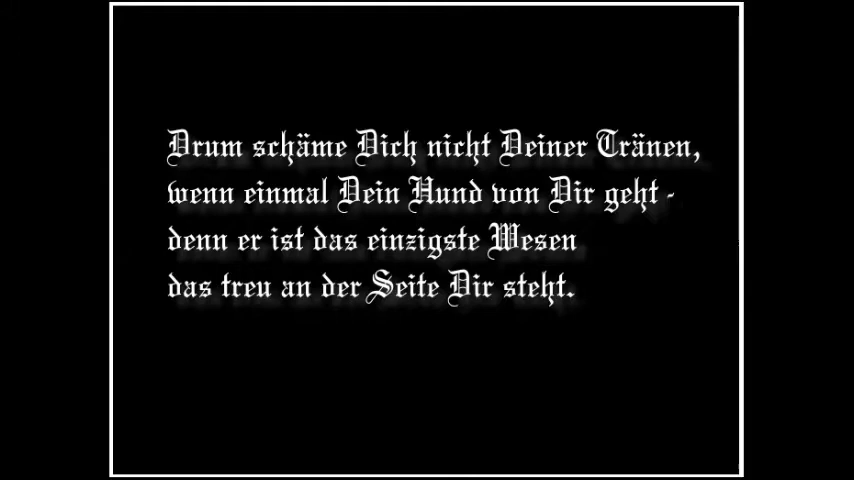 Drum schäme Dich nicht Deiner Tränen,
wenn einmal Dein Hund von Dir geht -
denn er ist das einzigste Wesen
das treu an der Seite Dir steht.